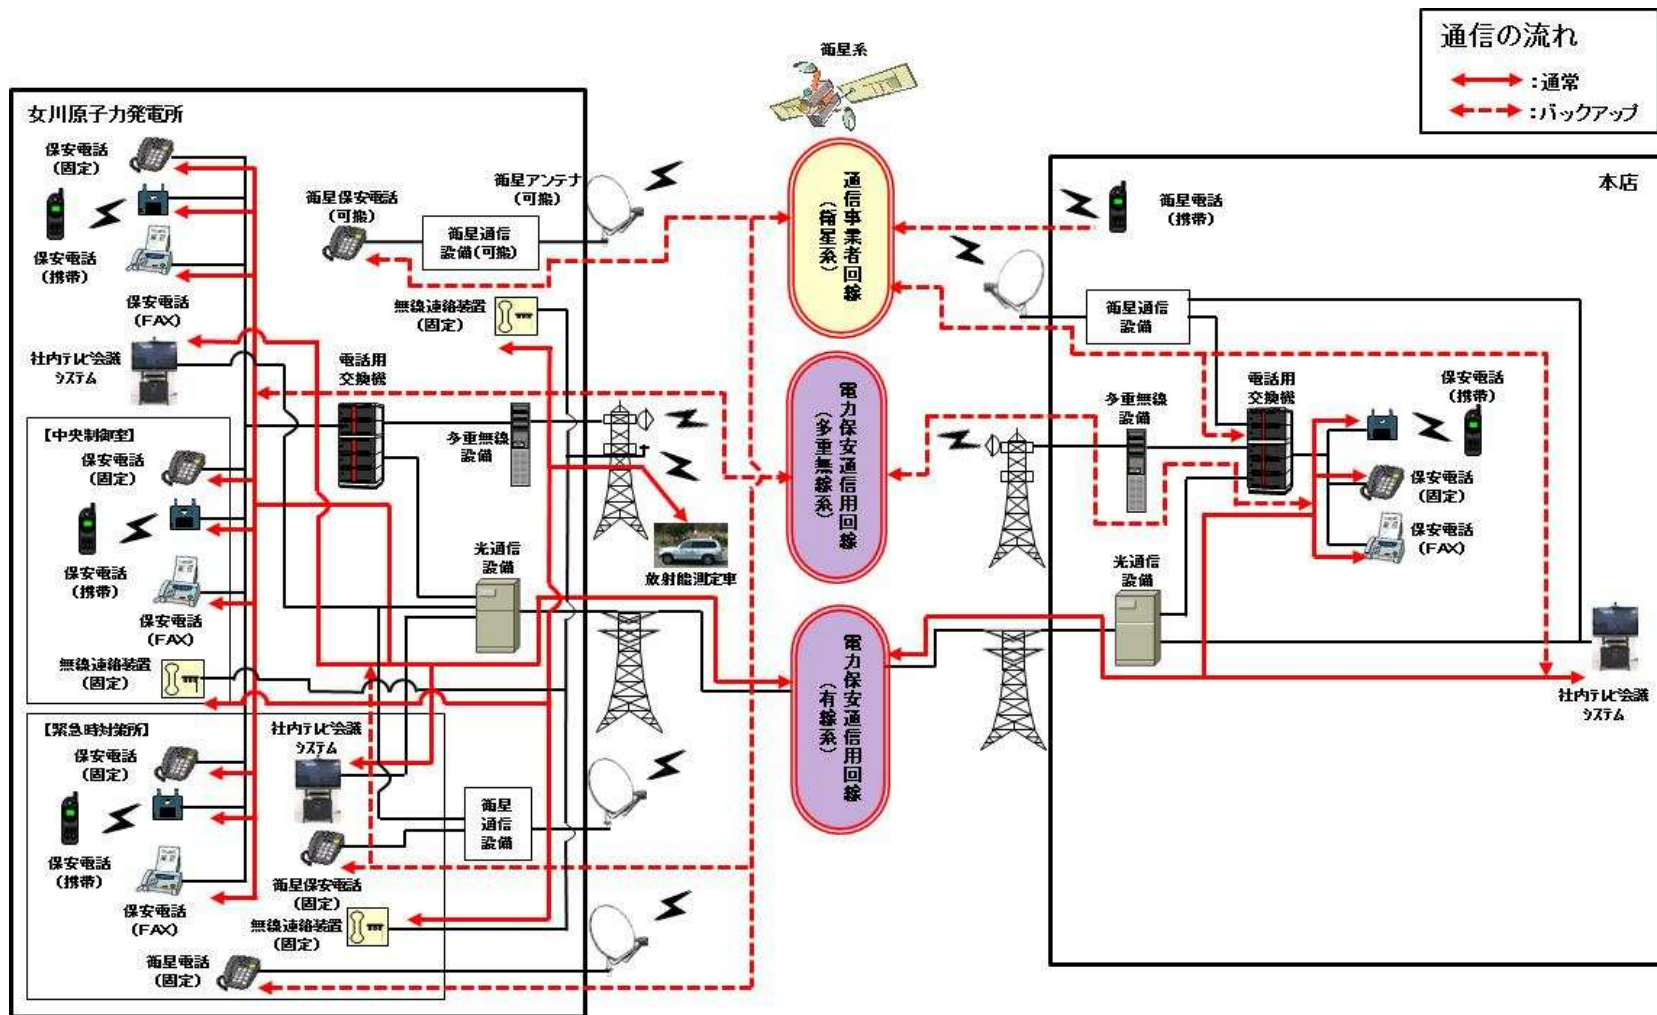 通信の流れ
:通常
:バックアップ
衛星系
女川原子力発電所
保安電話
(固定)
保安電話
(携帯)
保安電話
(FAX)
社内テレビ会議
システム
衛星保安電話
(可搬)
衛星通信
設備(可搬)
衛星アンテナ
(可搬)
無線連絡装置
(固定)
電話用
交換機
多重無線
設備
光通信
設備
放射能測定車
【中央制御室】
保安電話
(固定)
保安電話
(携帯)
保安電話
(FAX)
無線連絡装置
(固定)
【緊急時対策所】
保安電話
(固定)
保安電話
(携帯)
保安電話
(FAX)
社内テレビ会議
システム
衛星
通信
設備
衛星保安電話
(固定)
無線連絡装置
(固定)
衛星電話
(固定)
通信事業者回線
(衛星系)
電力保安通信用回線
(多重無線系)
電力保安通信用回線
(有線系)
本店
衛星電話
(携帯)
衛星通信
設備
多重無線
設備
電話用
交換機
保安電話
(携帯)
保安電話
(固定)
保安電話
(FAX)
光通信
設備
社内テレビ会議
システム